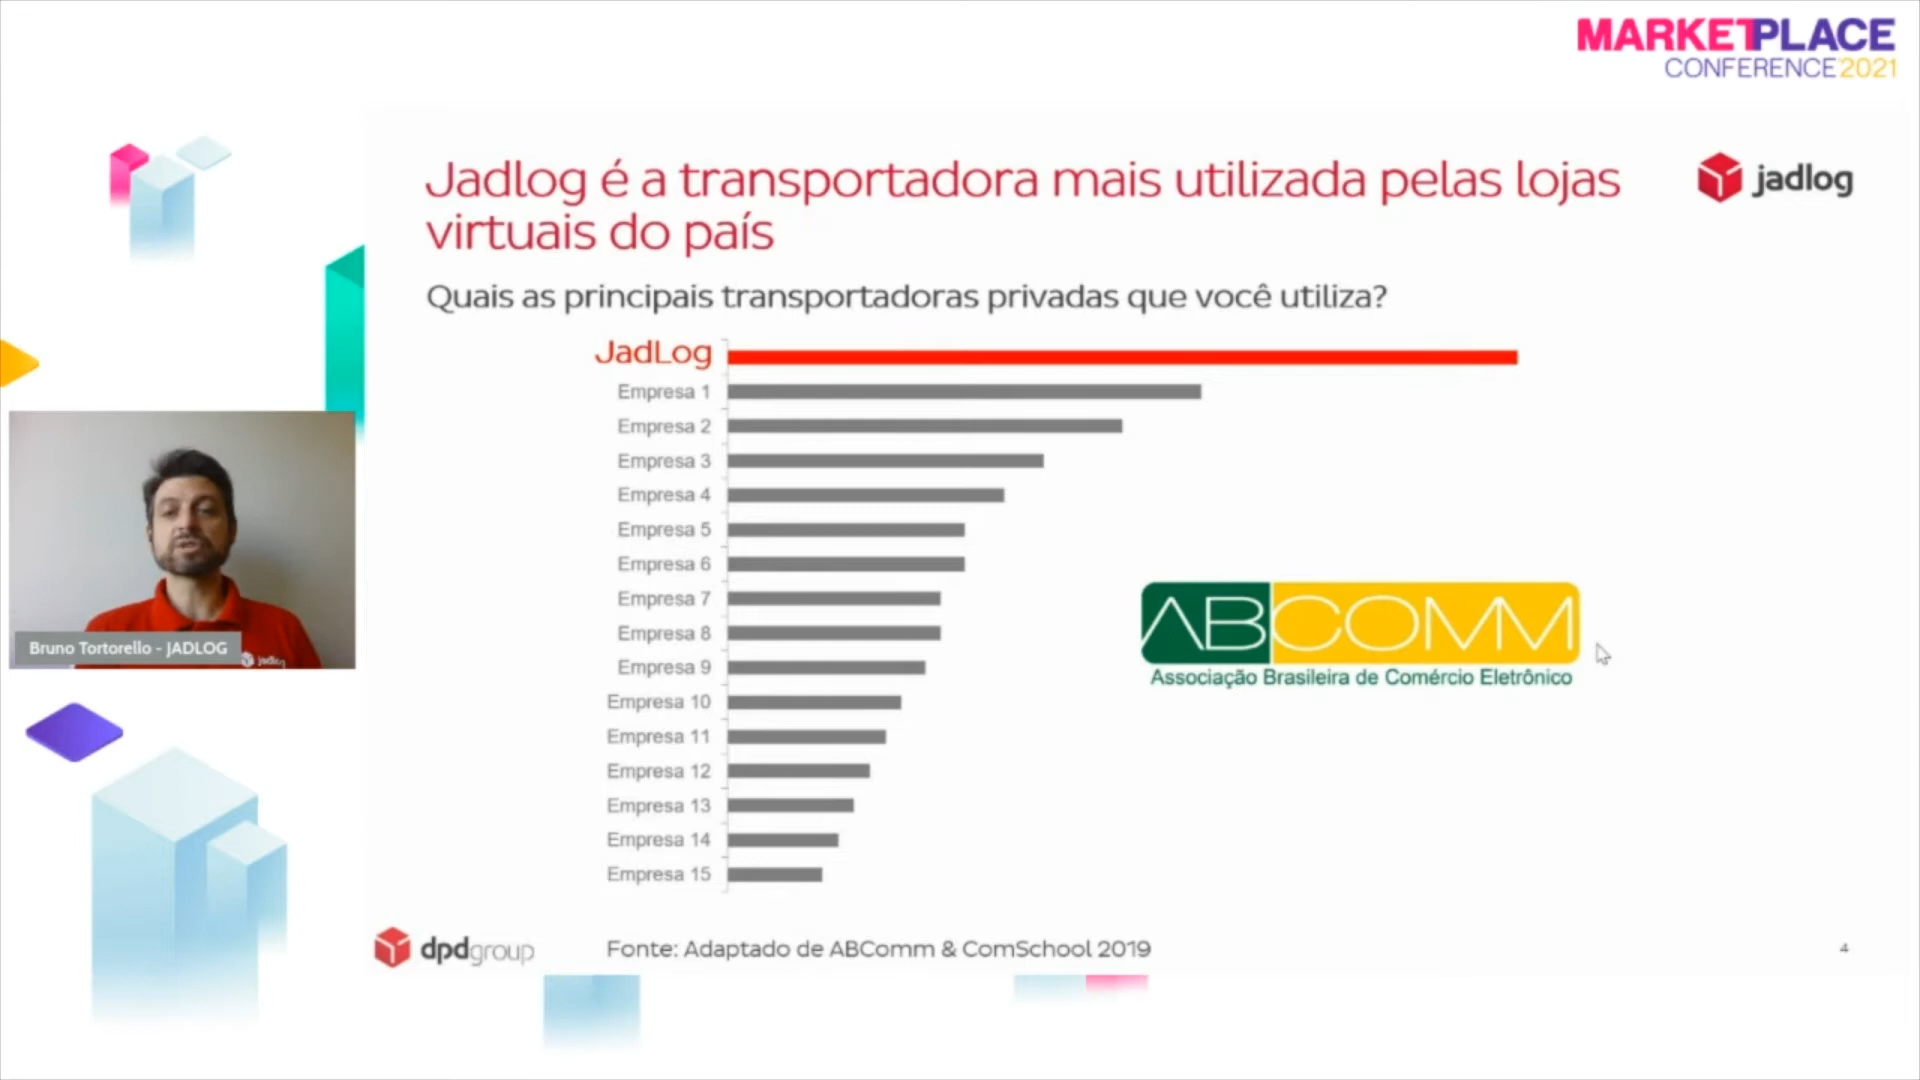 MARKETPLACE
CONFERENCE 2021
Jadlog é a transportadora mais utilizada pelas lojas
virtuais do país
jadlog
Quais as principais transportadoras privadas que você utiliza?
JadLog
Empresa 1
Empresa 2
Empresa 3
Empresa 4
Empresa 5
Empresa 6
Empresa 7
Empresa 8
Empresa 9
Empresa 10
Empresa 11
Empresa 12
Empresa 13
Empresa 14
Empresa 15
ABCOMM
Associação Brasileira de Comércio Eletrônico
Bruno Tortorello - JADLOG
jadlog
dpdgroup
Fonte: Adaptado de ABComm & ComSchool 2019
4